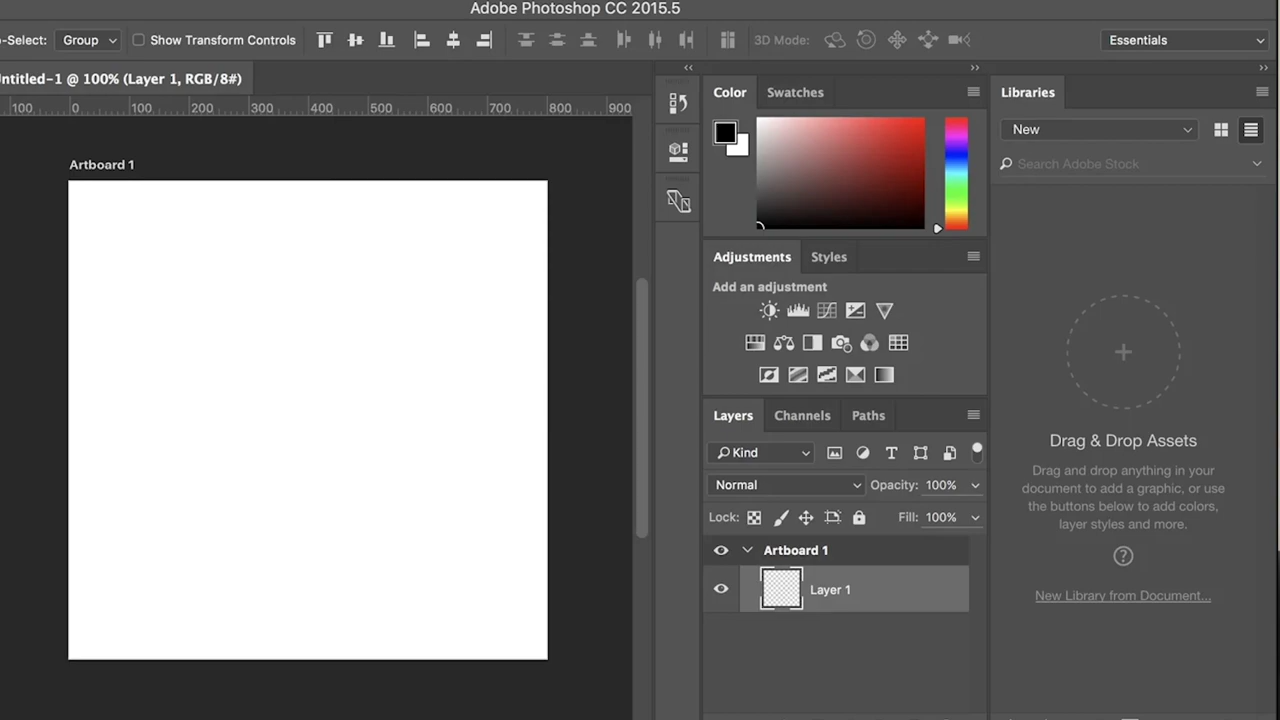 Adobe Photoshop CC 2015.5
-Select: Group Show Transform Controls 3D Mode: Essentials
ntitled-1 @ 100% (Layer 1, RGB/8#)
100 0 100 200 300 400 500 600 700 800 900
Artboard 1
Color Swatches
Adjustments Styles
Add an adjustment
Layers Channels Paths
Kind
Normal Opacity: 100%
Lock: Fill: 100%
Artboard 1
Layer 1
Libraries
New
Search Adobe Stock
Drag & Drop Assets
Drag and drop anything in your
document to add a graphic, or use
the buttons below to add colors,
layer styles and more.
?
New Library from Document...